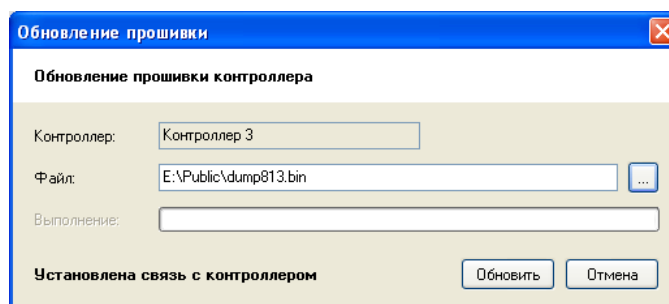 Обновление прошивки
Обновление прошивки контроллера
Контроллер: Контроллер 3
Файл: E:\Public\dump813.bin ...
Выполнение:
Установлена связь с контроллером Обновить Отмена